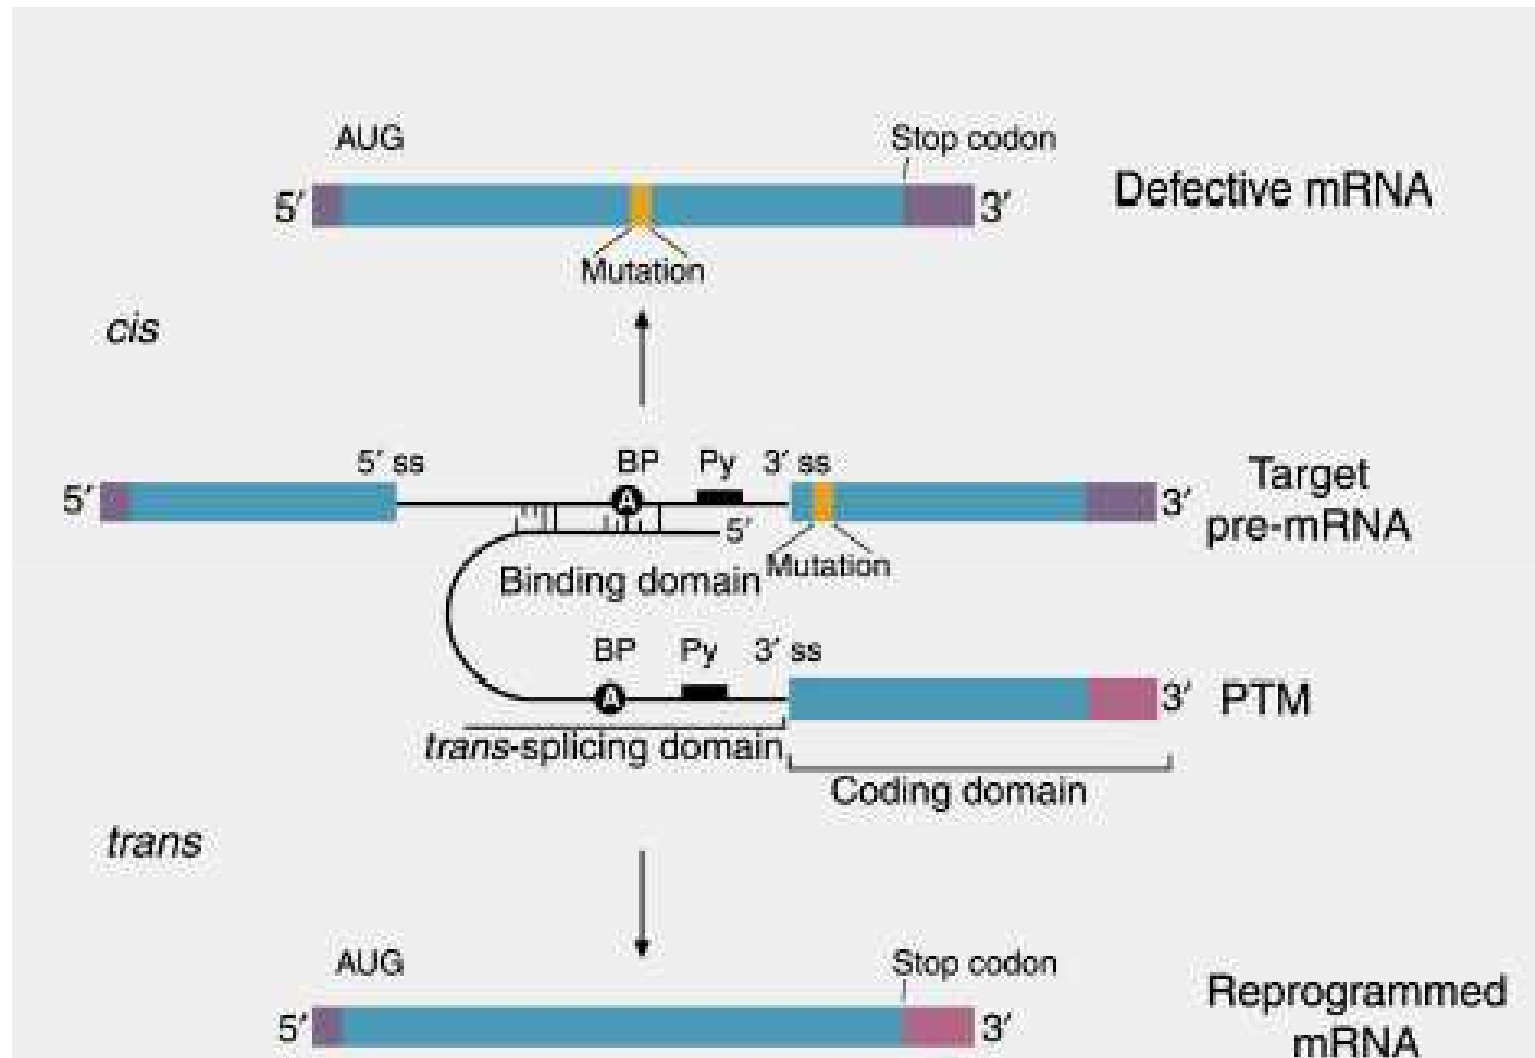 AUG
Stop codon
5′
3′
Defective mRNA
Mutation
cis
5′ ss
BP
Py
3′ ss
5′
A
3′
Target
pre-mRNA
5′
Mutation
Binding domain
BP
Py
3′ ss
A
3′
PTM
trans-splicing domain
Coding domain
trans
AUG
Stop codon
5′
3′
Reprogrammed
mRNA